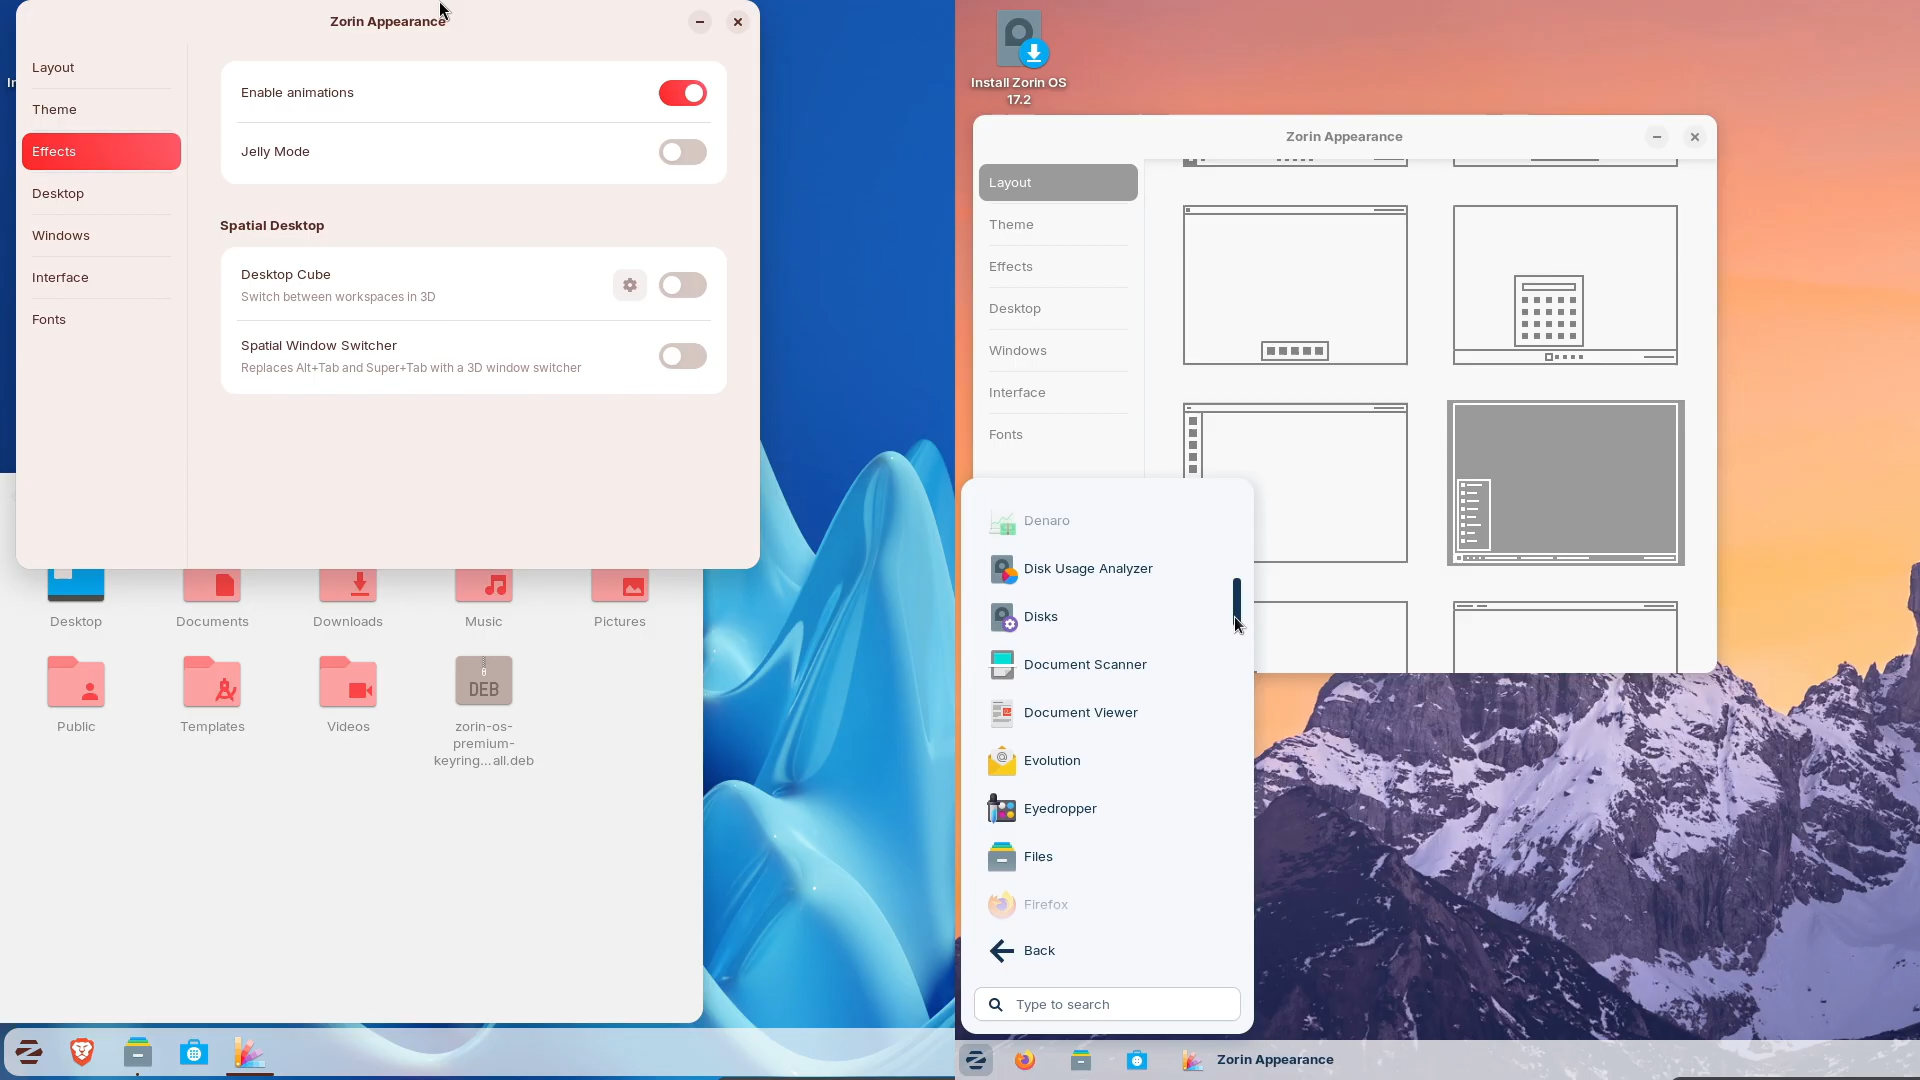 Zorin Appearance
Layout
Theme
Effects
Desktop
Windows
Interface
Fonts
Enable animations
Jelly Mode
Spatial Desktop
Desktop Cube
Switch between workspaces in 3D
Spatial Window Switcher
Replaces Alt+Tab and Super+Tab with a 3D window switcher
In
Desktop
Documents
Downloads
Music
Pictures
Public
Templates
Videos
DEB
zorin-os-
premium-
keyring...all.deb
Install Zorin OS
17.2
Zorin Appearance
Layout
Theme
Effects
Desktop
Windows
Interface
Fonts
Denaro
Disk Usage Analyzer
Disks
Document Scanner
Document Viewer
Evolution
Eyedropper
Files
Firefox
Back
Type to search
Zorin Appearance